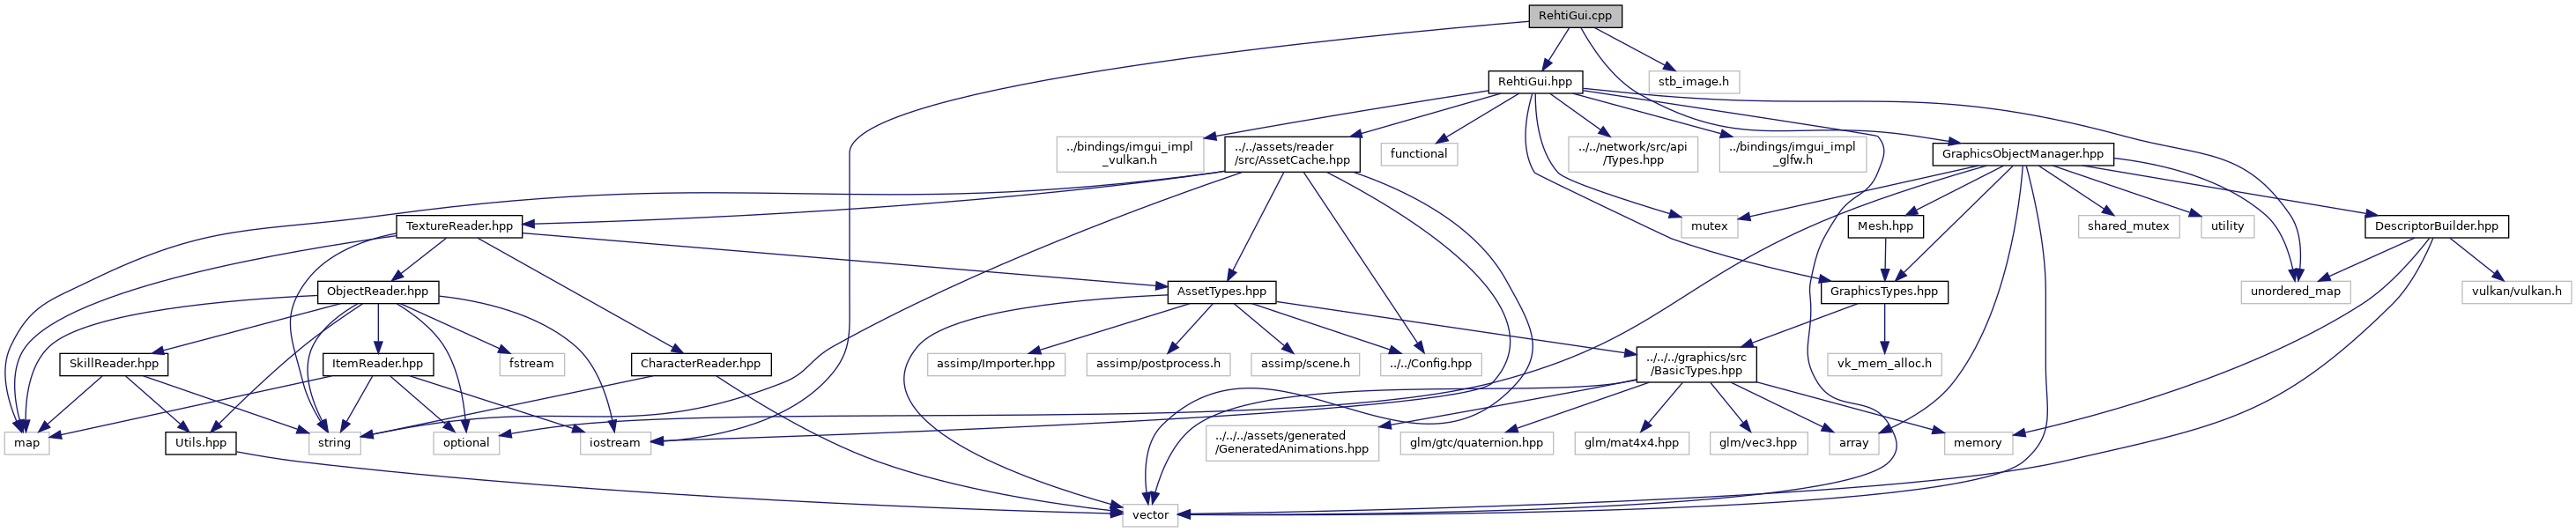 RehtiGui.cpp
RehtiGui.hpp
stb_image.h
../bindings/imgui_impl
_vulkan.h
../../assets/reader
/src/AssetCache.hpp
functional
../../network/src/api
/Types.hpp
../bindings/imgui_impl
_glfw.h
GraphicsObjectManager.hpp
TextureReader.hpp
mutex
Mesh.hpp
shared_mutex
utility
DescriptorBuilder.hpp
ObjectReader.hpp
AssetTypes.hpp
GraphicsTypes.hpp
unordered_map
vulkan/vulkan.h
SkillReader.hpp
ItemReader.hpp
fstream
CharacterReader.hpp
assimp/Importer.hpp
assimp/postprocess.h
assimp/scene.h
../../Config.hpp
../../../graphics/src
/BasicTypes.hpp
vk_mem_alloc.h
map
Utils.hpp
string
optional
iostream
../../../assets/generated
/GeneratedAnimations.hpp
glm/gtc/quaternion.hpp
glm/mat4x4.hpp
glm/vec3.hpp
array
memory
vector